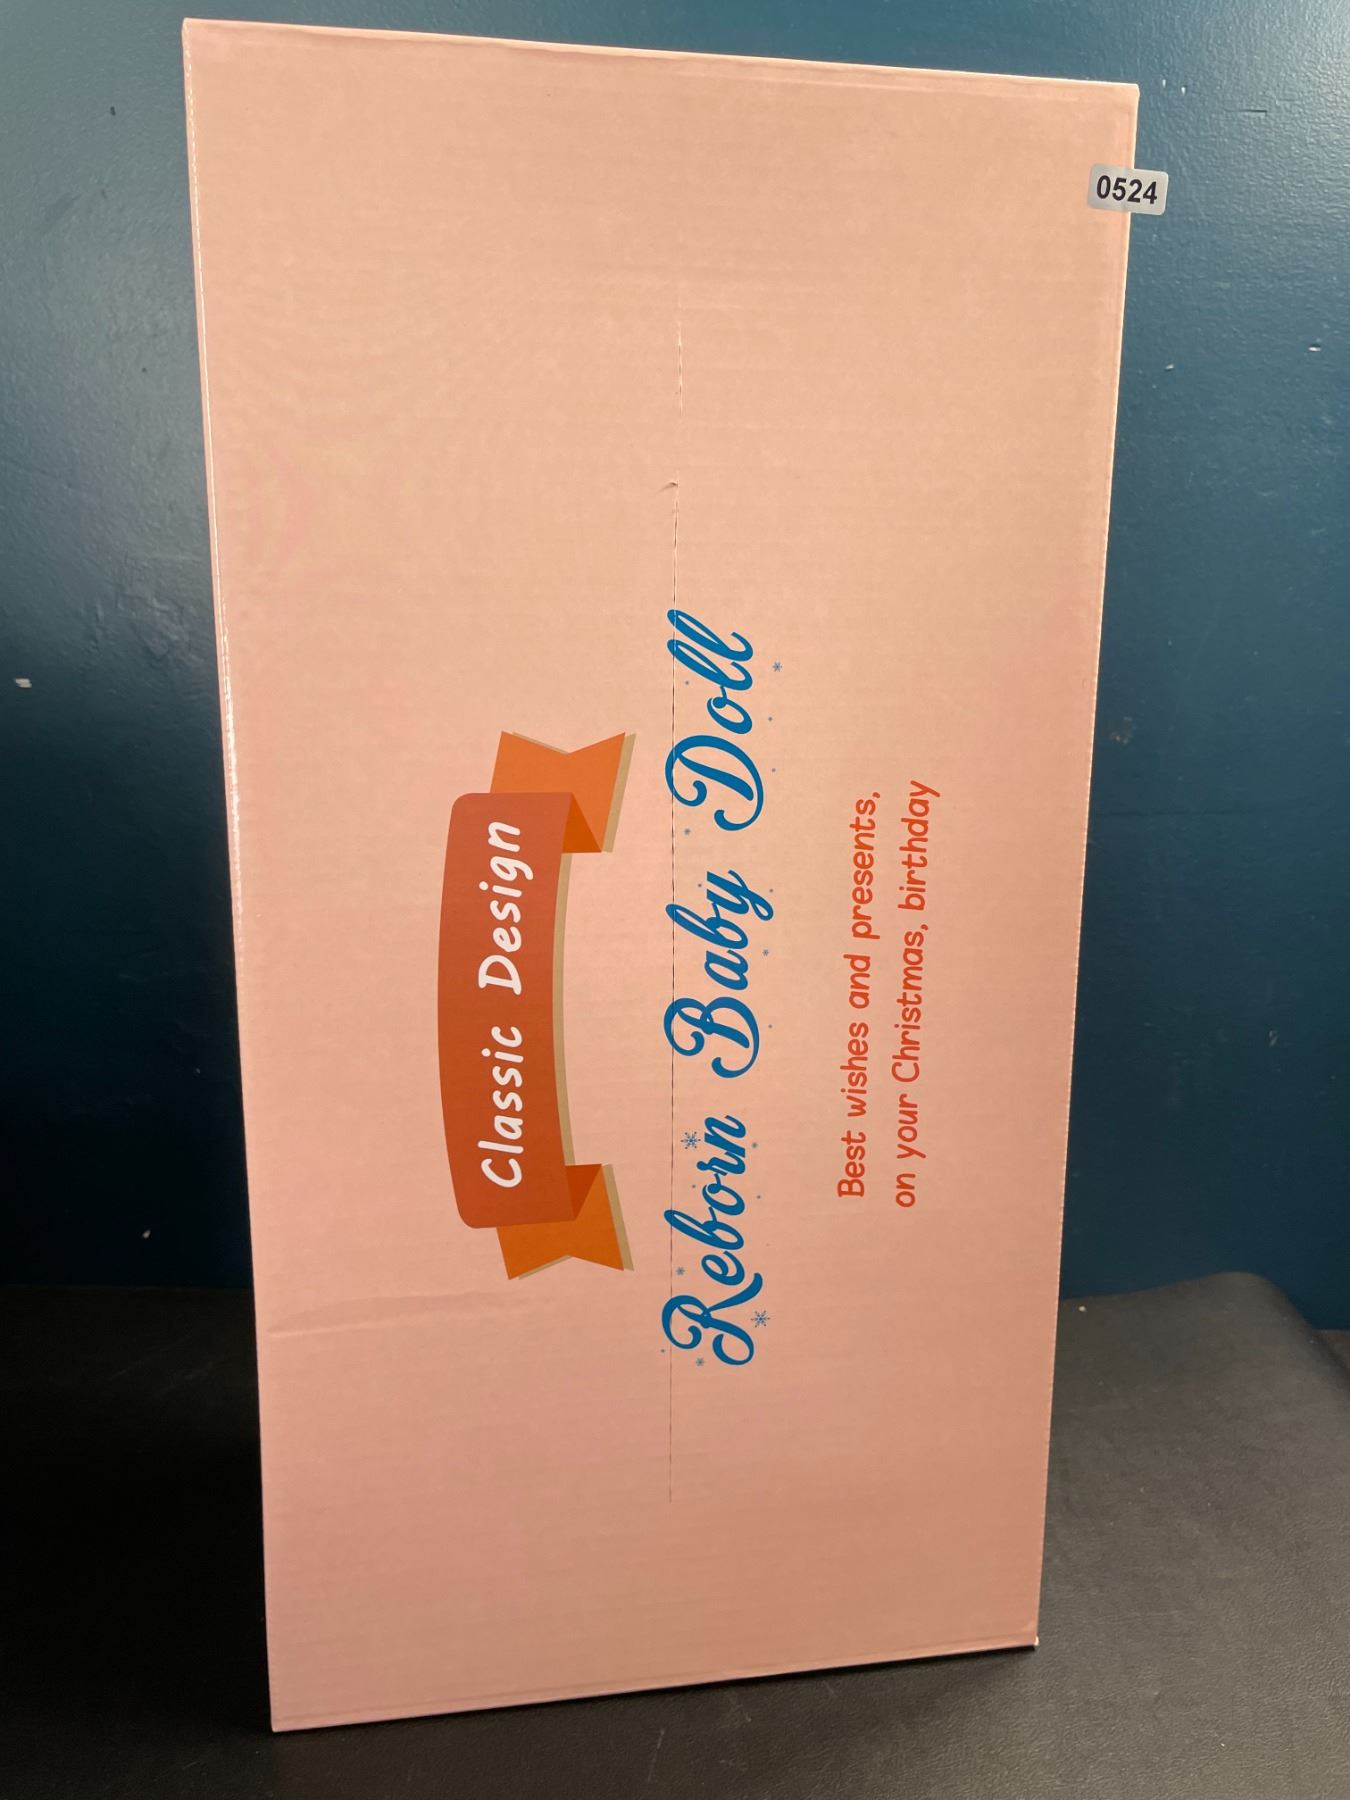 0524
Classic Design
Reborn Baby Doll
Best wishes and presents,
on your Christmas, birthday